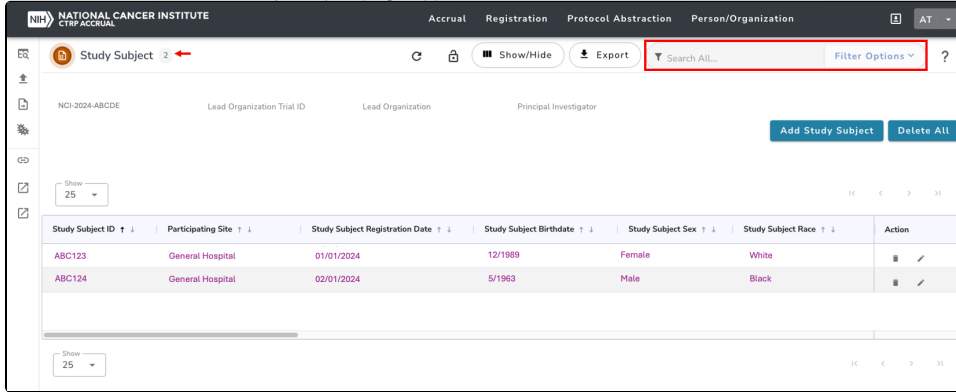 NIH NATIONAL CANCER INSTITUTE
CTRP ACCRUAL
Accrual Registration Protocol Abstraction Person/Organization AT
Study Subject 2 Show/Hide Export Search All... Filter Options ?
NCI-2024-ABCDE Lead Organization Trial ID Lead Organization Principal Investigator
Add Study Subject Delete All
Show
25
Study Subject ID Participating Site Study Subject Registration Date Study Subject Birthdate Study Subject Sex Study Subject Race Action
ABC123 General Hospital 01/01/2024 12/1989 Female White
ABC124 General Hospital 02/01/2024 5/1963 Male Black
Show
25